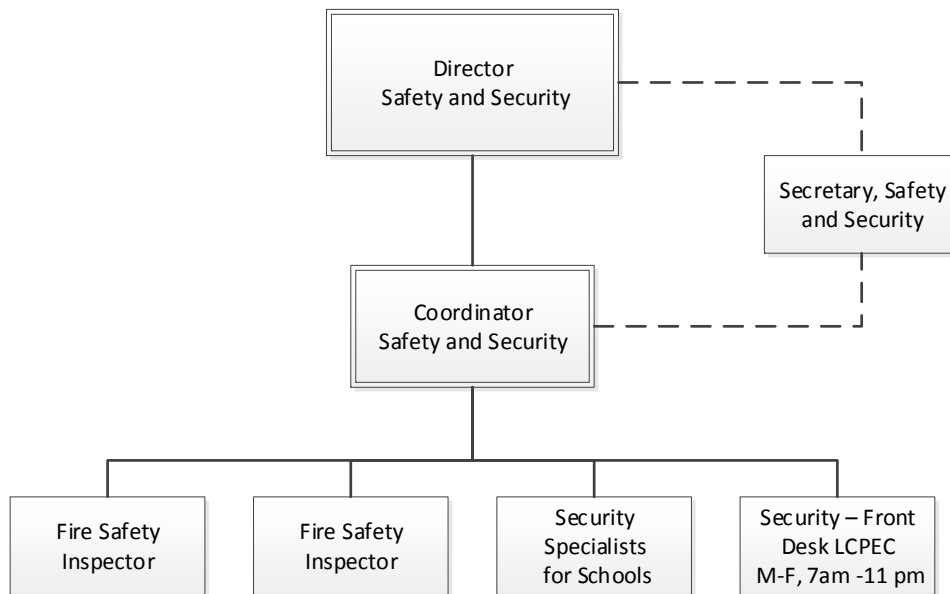 Director
Safety and Security
Secretary, Safety
and Security
Coordinator
Safety and Security
Fire Safety
Inspector
Fire Safety
Inspector
Security
Specialists
for Schools
Security – Front
Desk LCPEC
M-F, 7am -11 pm